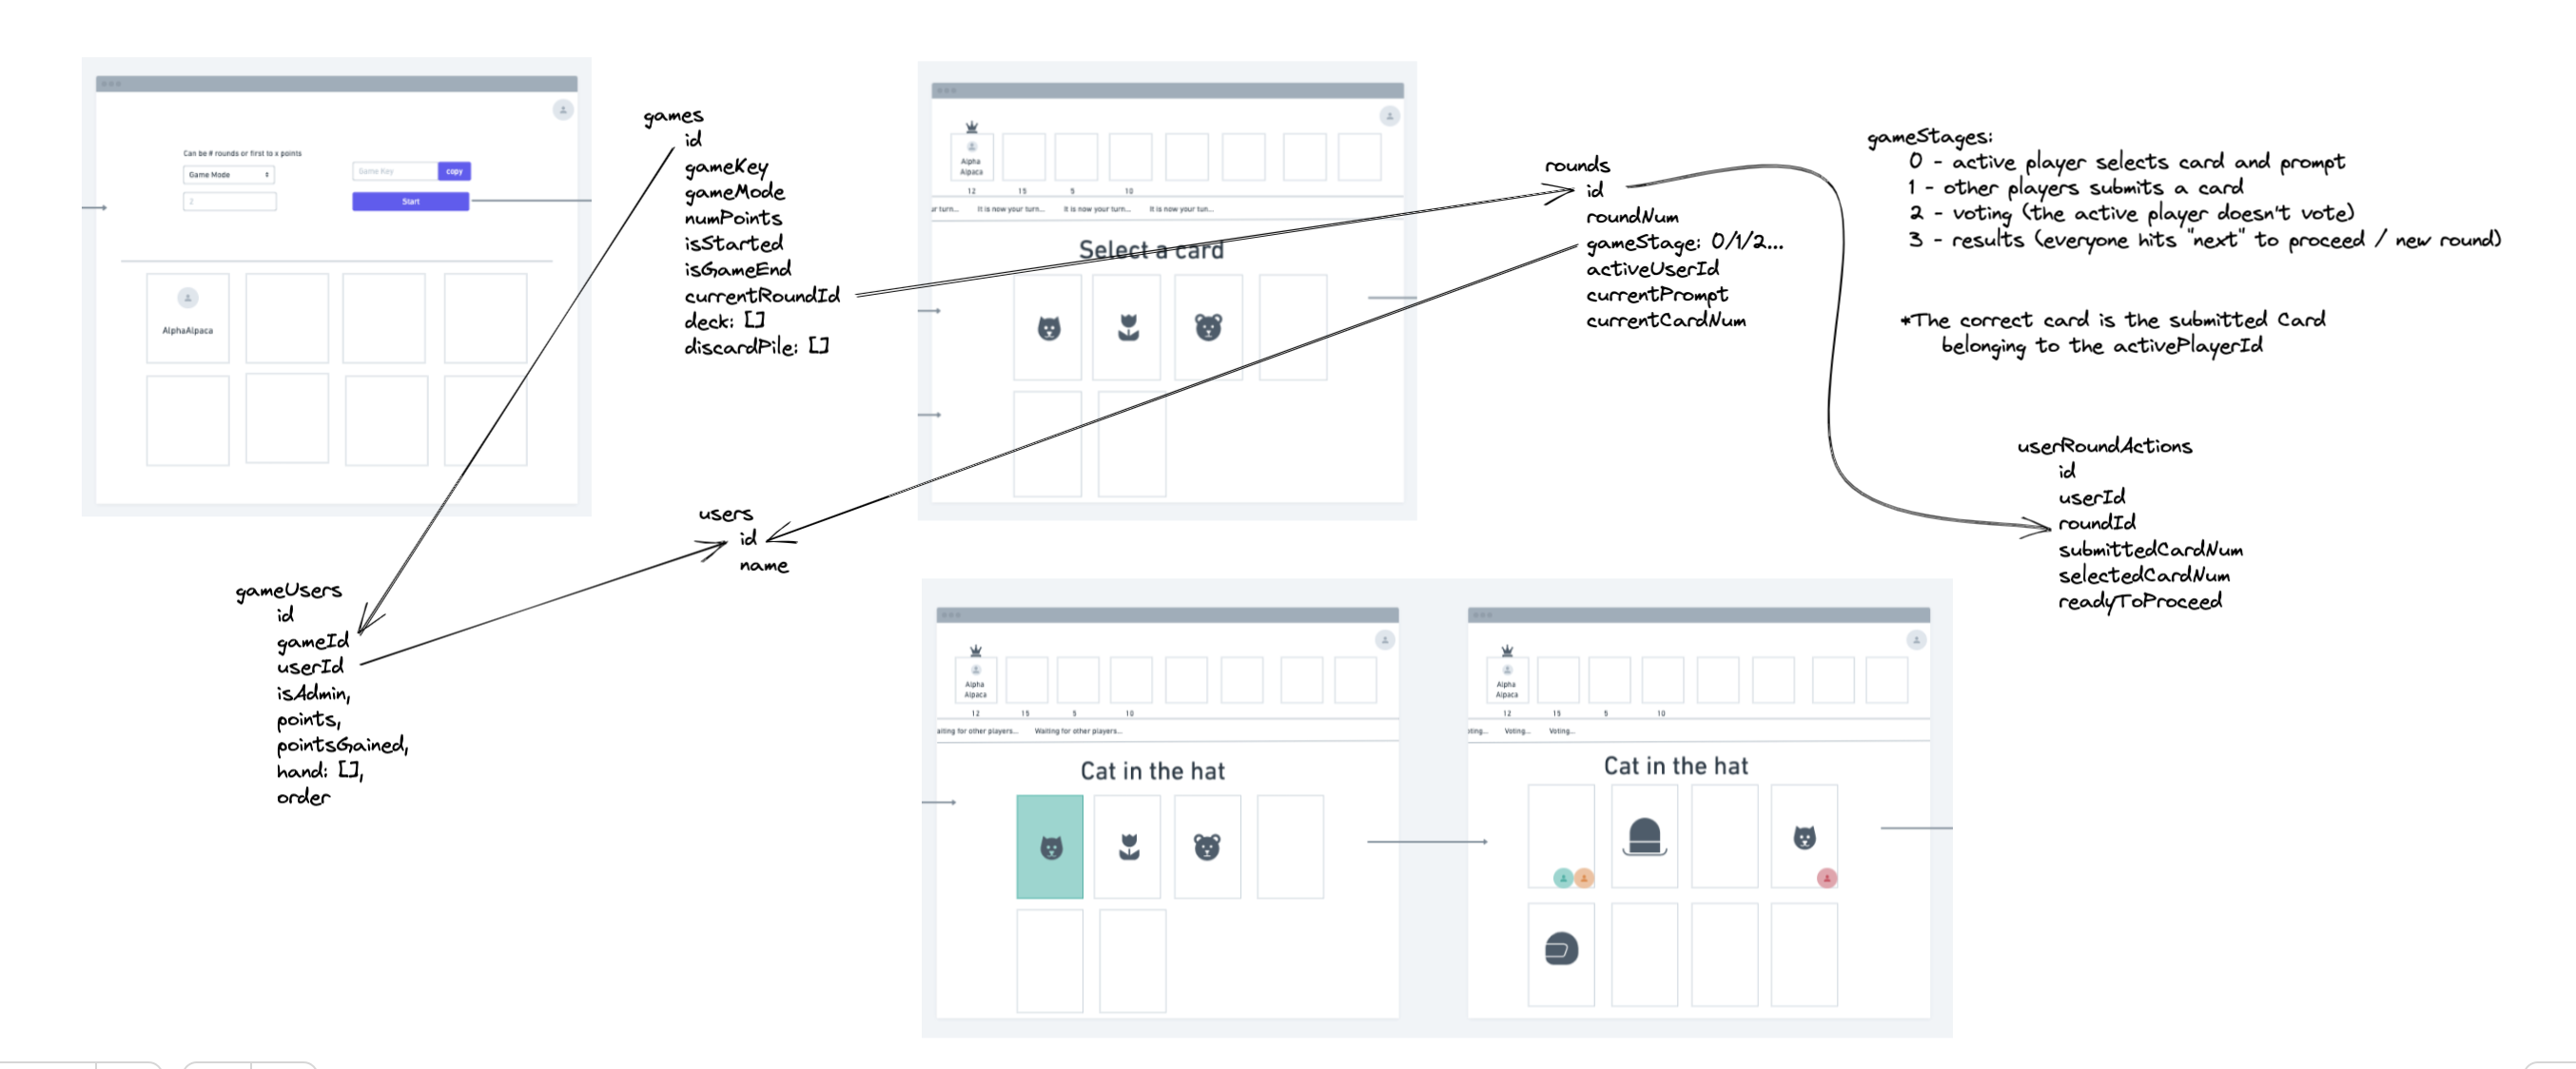 Can be # rounds or first to x points
Game Mode
Game Key
copy
2
Start
AlphaAlpaca
games
id
gameKey
gameMode
numPoints
isStarted
isGameEnd
currentRoundId
deck: []
discardPile: []
gameUsers
id
gameId
userId
isAdmin,
points,
pointsGained,
hand: [],
order
users
id
name
Alpha
Alpaca
12 15 5 10
ur turn... It is now your turn... It is now your turn... It is now your tun...
Select a card
rounds
id
roundNum
gameStage: 0/1/2...
activeUserId
currentPrompt
currentCardNum
gameStages:
0 - active player selects card and prompt
1 - other players submits a card
2 - voting (the active player doesn't vote)
3 - results (everyone hits "next" to proceed / new round)
*The correct card is the submitted Card
belonging to the activePlayerId
userRoundActions
id
userId
roundId
submittedCardNum
selectedCardNum
readyToProceed
Alpha
Alpaca
12 15 5 10
aiting for other players... Waiting for other players...
Cat in the hat
Alpha
Alpaca
12 15 5 10
oting... Voting... Voting...
Cat in the hat